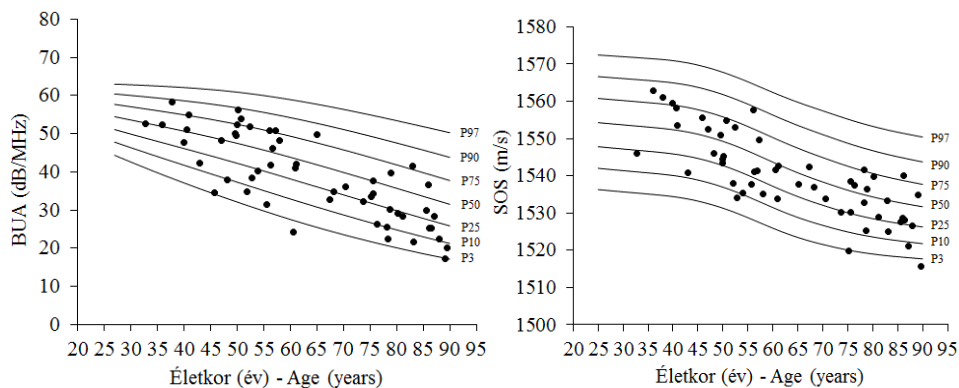 80
70
60
50
40
30
20
10
0
BUA (dB/MHz)
P97
P90
P75
P50
P25
P10
P3
20 25 30 35 40 45 50 55 60 65 70 75 80 85 90 95
Életkor (év) - Age (years)
1580
1570
1560
1550
1540
1530
1520
1510
1500
SOS (m/s)
P97
P90
P75
P50
P25
P10
P3
20 25 30 35 40 45 50 55 60 65 70 75 80 85 90 95
Életkor (év) - Age (years)